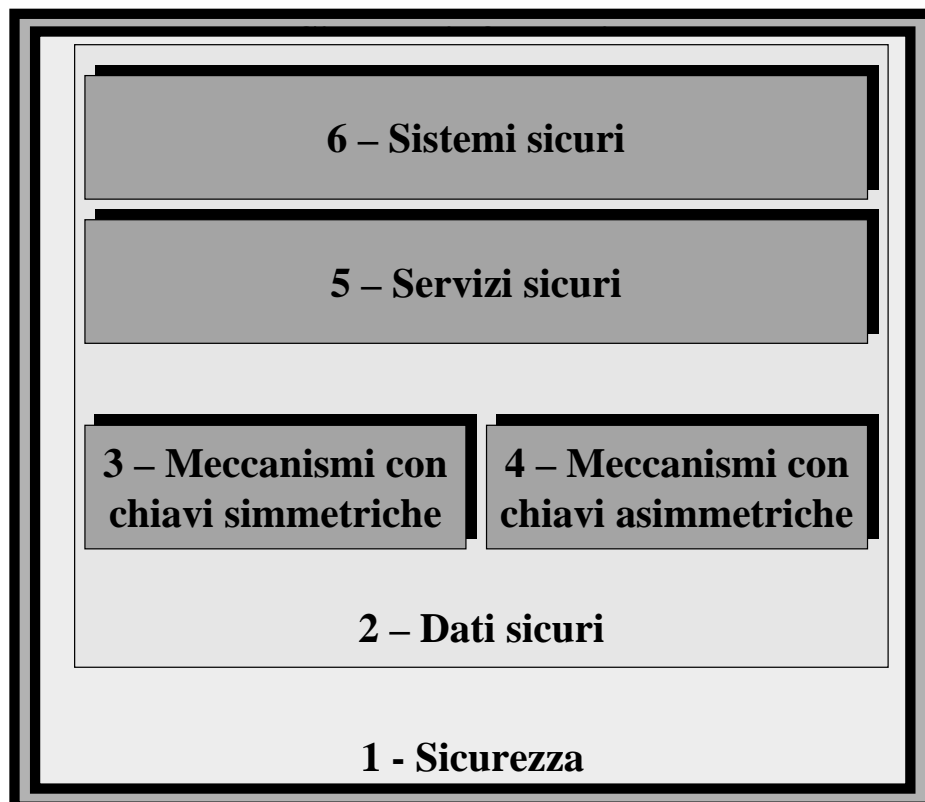 6 – Sistemi sicuri
5 – Servizi sicuri
3 – Meccanismi con
chiavi simmetriche
4 – Meccanismi con
chiavi asimmetriche
2 – Dati sicuri
1 - Sicurezza